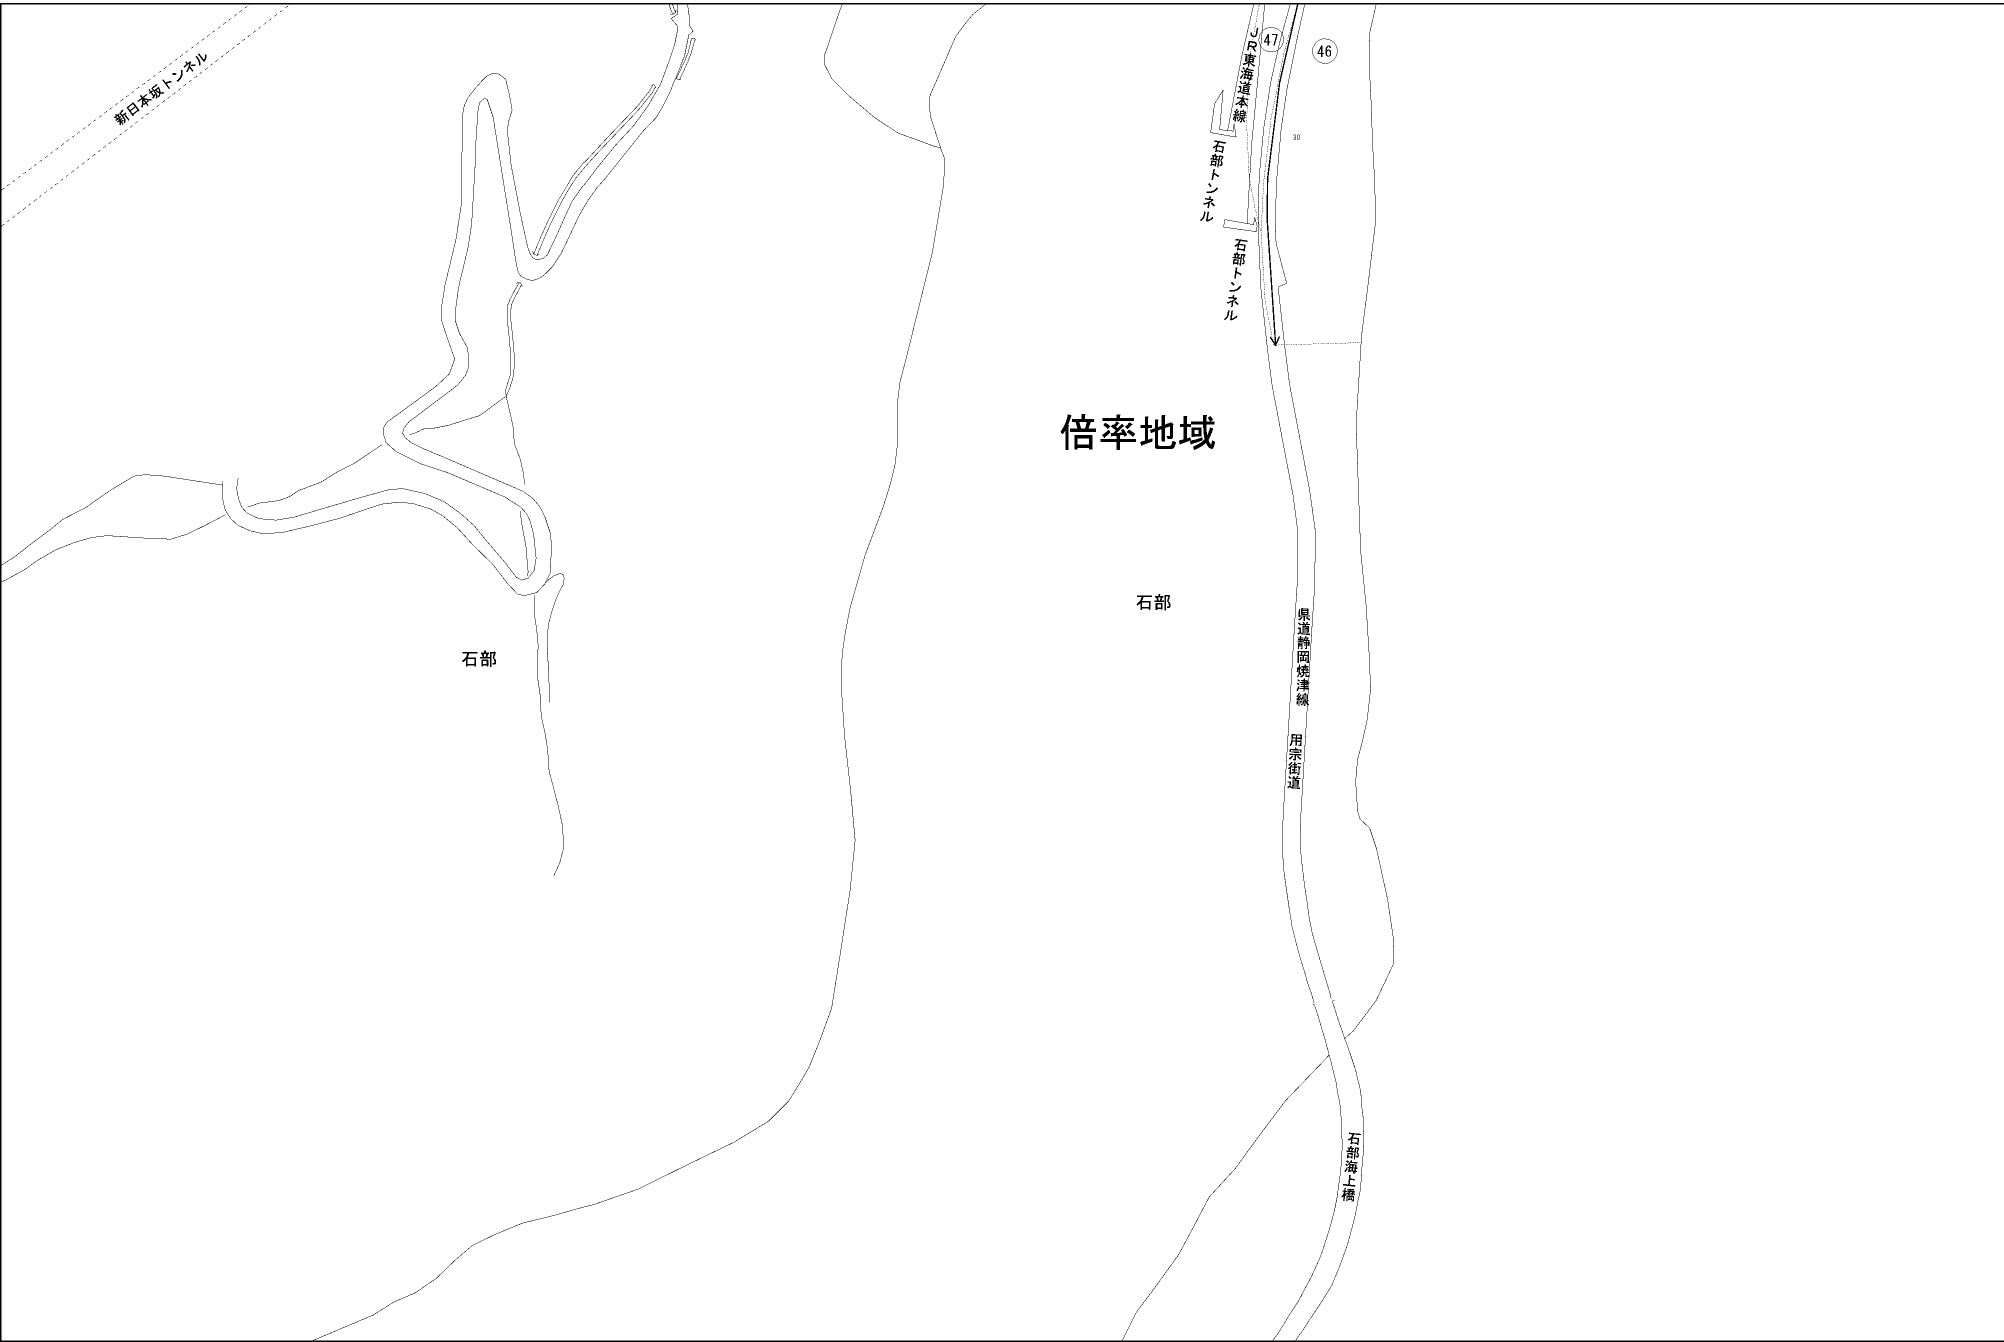 新日本坂トンネル
JR東海道本線
47
46
30
石部トンネル
石部トンネル
倍率地域
石部
石部
県道静岡焼津線
用宗街道
石部海上橋